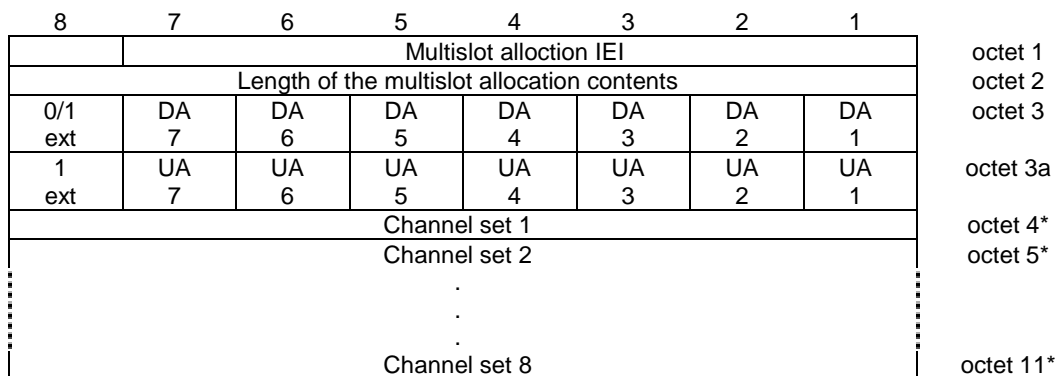 8 7 6 5 4 3 2 1
Multislot alloction IEI octet 1
Length of the multislot allocation contents octet 2
0/1 DA DA DA DA DA DA DA octet 3
ext 7 6 5 4 3 2 1
1 UA UA UA UA UA UA UA octet 3a
ext 7 6 5 4 3 2 1
Channel set 1 octet 4*
Channel set 2 octet 5*
.
.
.
Channel set 8 octet 11*